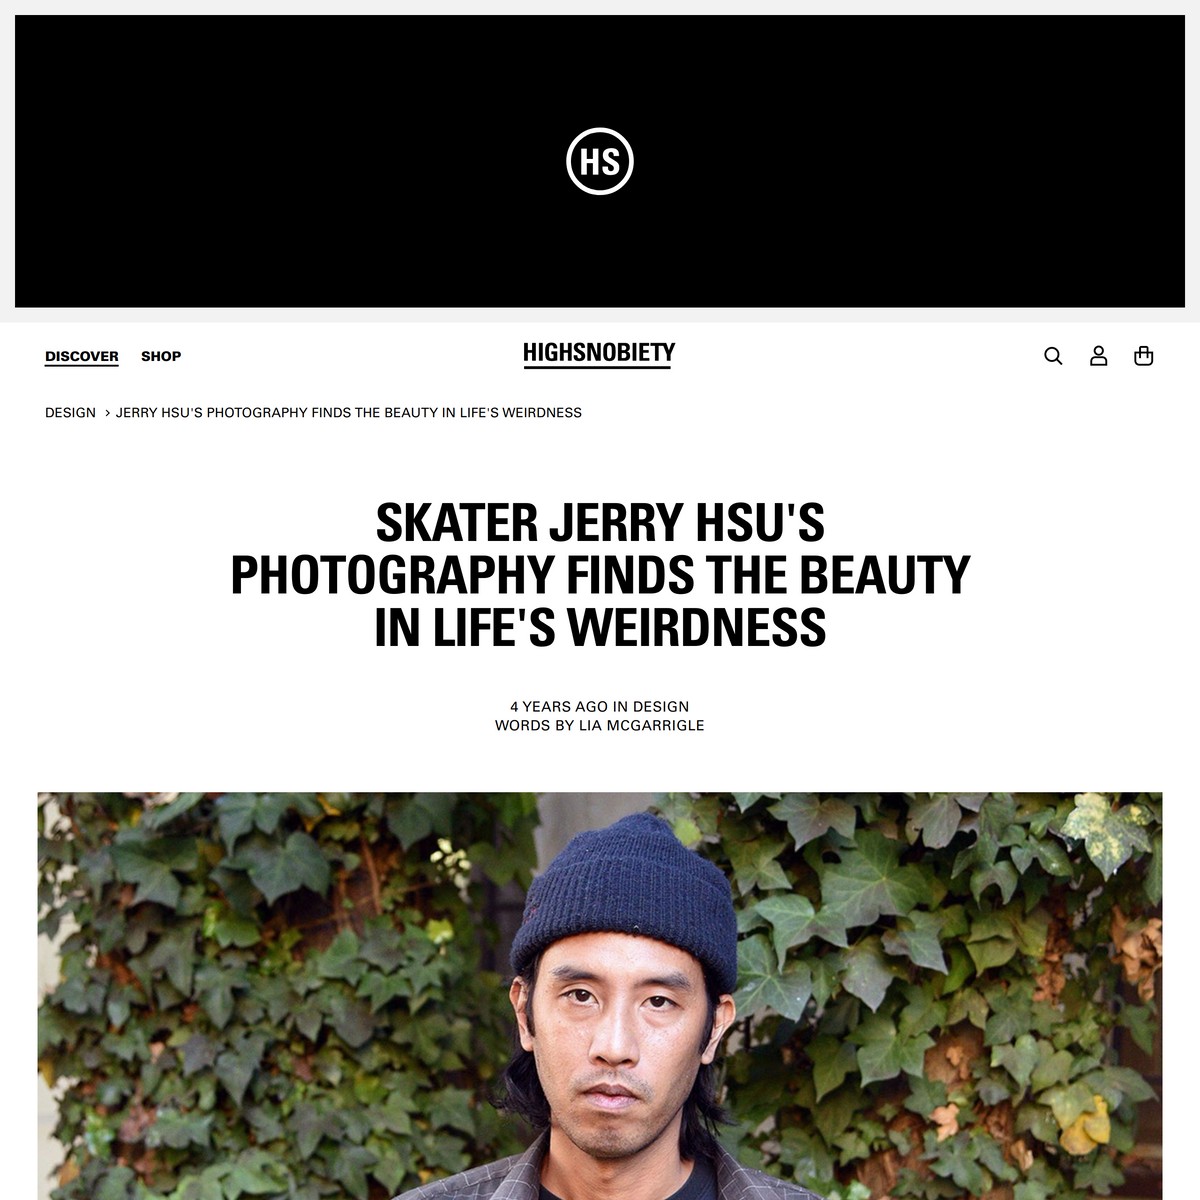 HS
DISCOVER SHOP HIGHSNOBIETY
DESIGN > JERRY HSU'S PHOTOGRAPHY FINDS THE BEAUTY IN LIFE'S WEIRDNESS
SKATER JERRY HSU'S
PHOTOGRAPHY FINDS THE BEAUTY
IN LIFE'S WEIRDNESS
4 YEARS AGO IN DESIGN
WORDS BY LIA MCGARRIGLE